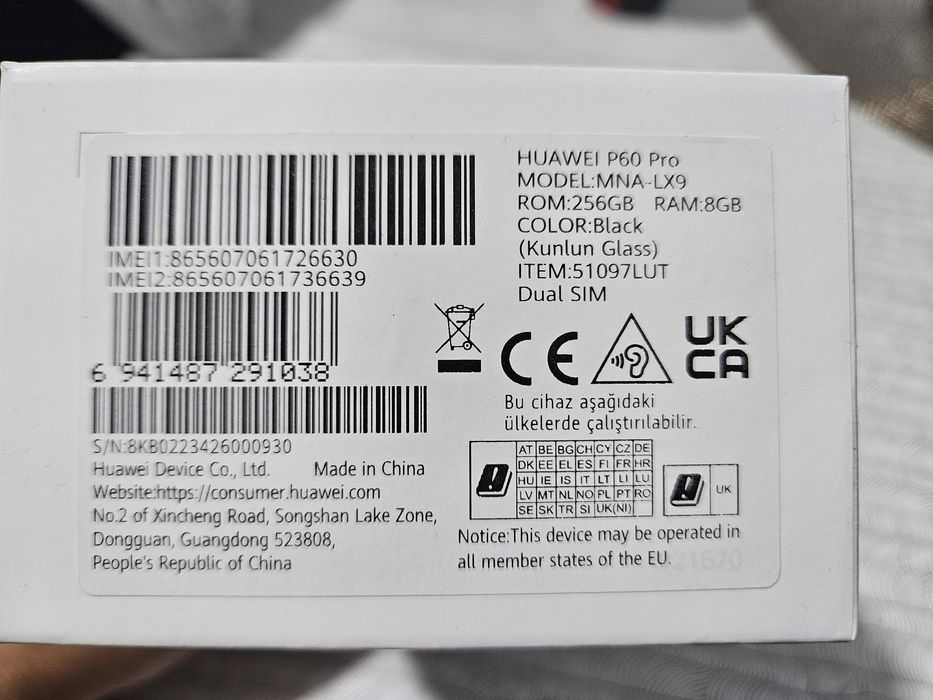 HUAWEI P60 Pro
MODEL:MNA-LX9
ROM:256GB RAM:8GB
COLOR:Black
(Kunlun Glass)
ITEM:51097LUT
Dual SIM
IMEI1:865607061726630
IMEI2:865607061736639
6 941487 291038
S/N:8KB0223426000930
Huawei Device Co., Ltd. Made in China
Website:https://consumer.huawei.com
No.2 of Xincheng Road, Songshan Lake Zone,
Dongguan, Guangdong 523808,
People's Republic of China
CE
UK
CA
Bu cihaz aşağıdaki
ülkelerde çalıştırılabilir.
AT BE BG CH CY CZ DE
DK EE EL ES FI FR HR
HU IE IS IT LT LI LU
LV MT NL NO PL PT RO
SE SK TR SI UK(NI)
UK
Notice:This device may be operated in
all member states of the EU.